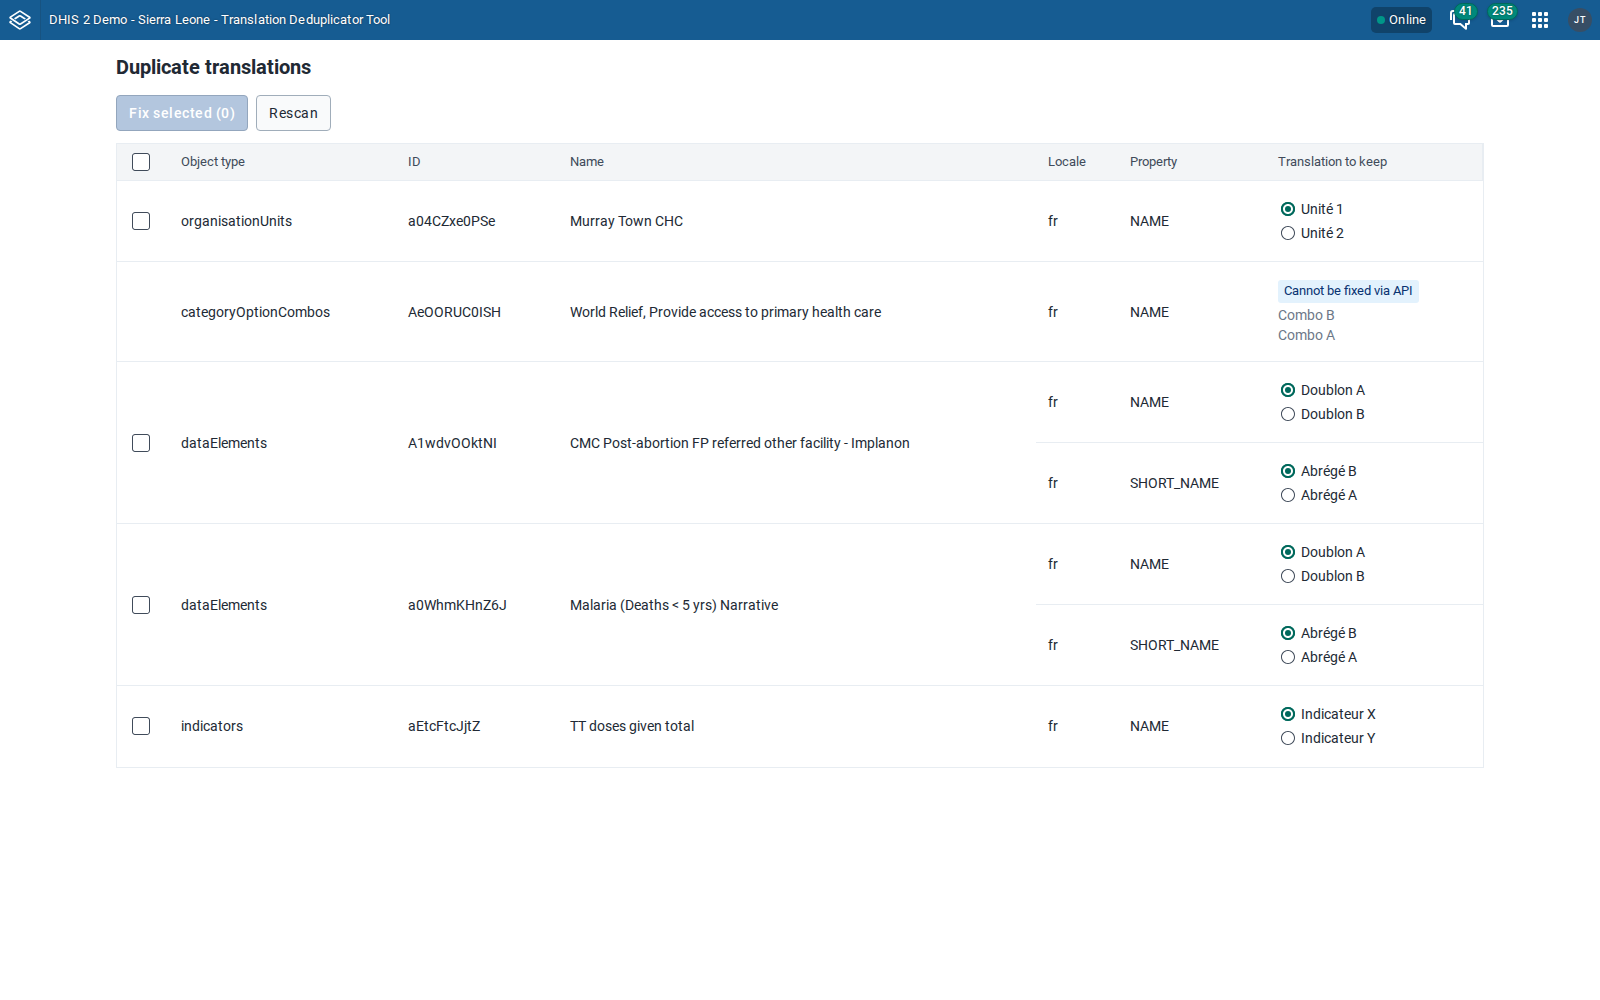 DHIS 2 Demo - Sierra Leone - Translation Deduplicator Tool
Online
41
235
JT
Duplicate translations
Fix selected (0)
Rescan
Object type ID Name Locale Property Translation to keep
organisationUnits a04CZxe0PSe Murray Town CHC fr NAME
Unité 1
Unité 2
categoryOptionCombos AeOORUC0ISH World Relief, Provide access to primary health care fr NAME
Cannot be fixed via API
Combo B
Combo A
dataElements A1wdvOOktNI CMC Post-abortion FP referred other facility - Implanon
fr NAME
Doublon A
Doublon B
fr SHORT_NAME
Abrégé B
Abrégé A
dataElements a0WhmKHnZ6J Malaria (Deaths < 5 yrs) Narrative
fr NAME
Doublon A
Doublon B
fr SHORT_NAME
Abrégé B
Abrégé A
indicators aEtcFtcJjtZ TT doses given total fr NAME
Indicateur X
Indicateur Y